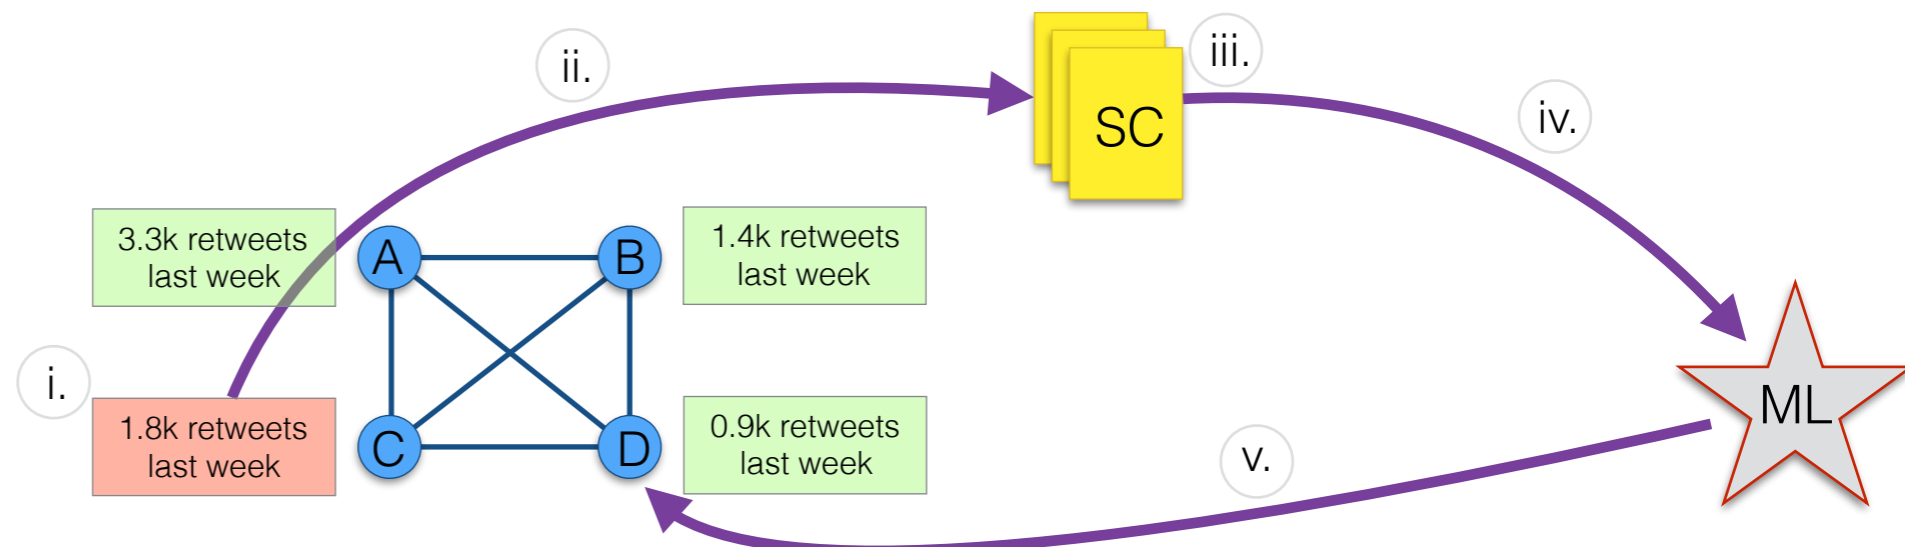 ii.
iii.
SC
iv.
3.3k retweets
last week
A
B
1.4k retweets
last week
i.
1.8k retweets
last week
C
D
0.9k retweets
last week
v.
ML